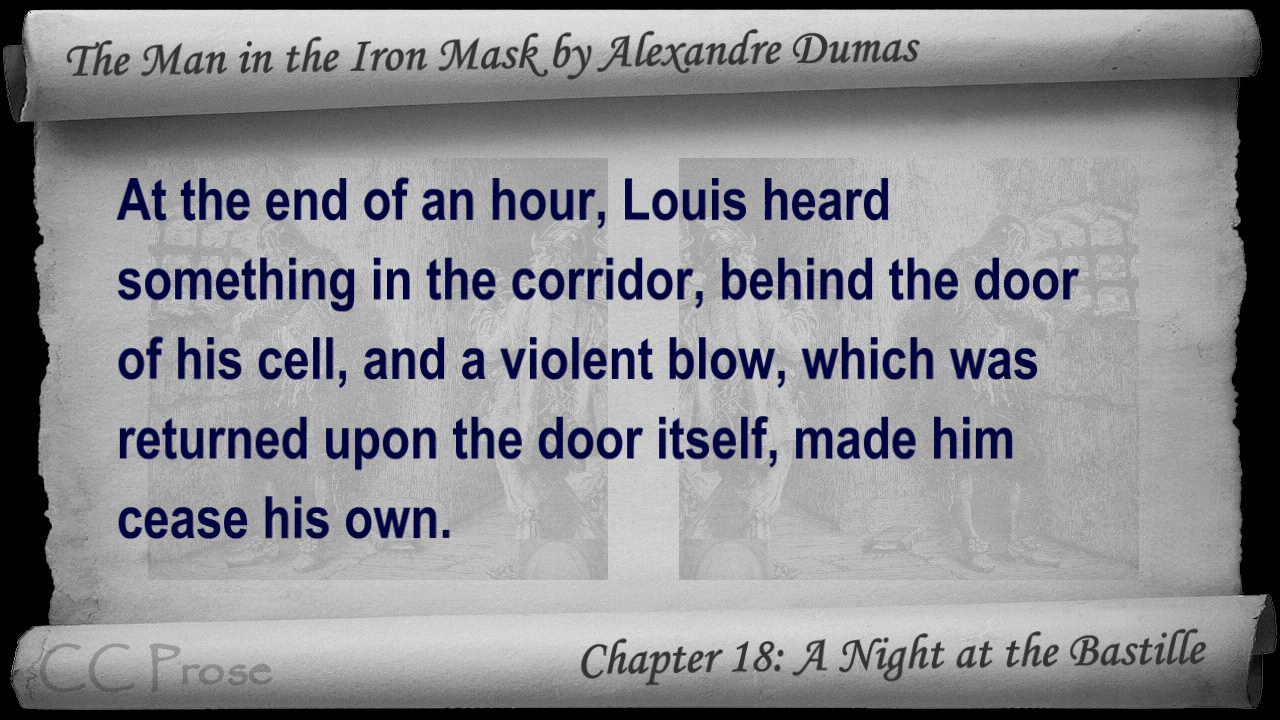 The Man in the Iron Mask by Alexandre Dumas
At the end of an hour, Louis heard
something in the corridor, behind the door
of his cell, and a violent blow, which was
returned upon the door itself, made him
cease his own.
CC Prose
Chapter 18: A Night at the Bastille